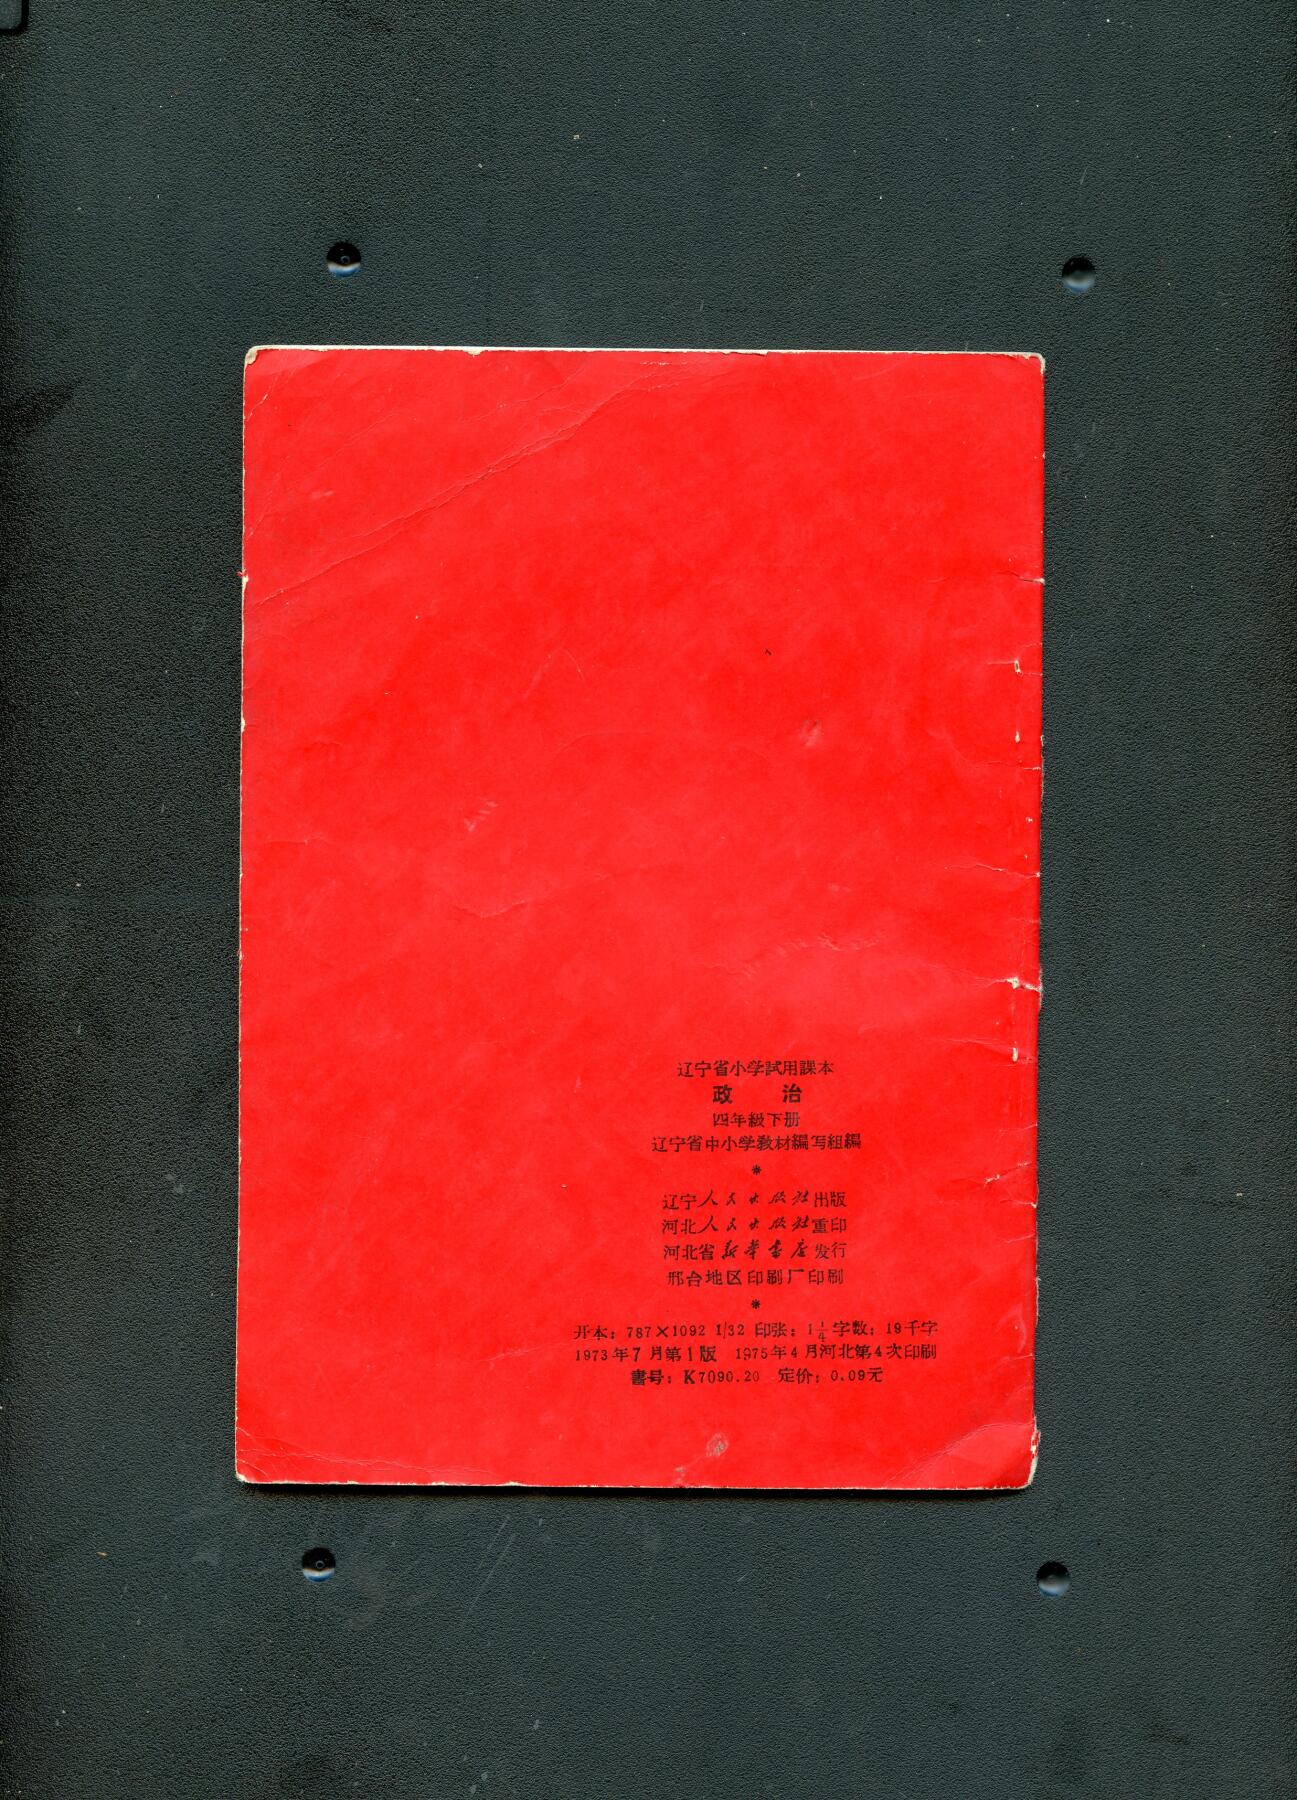 辽宁省小学試用課本
政 治
四年級下册
辽宁省中小学教材編写組編
*
辽宁人民出版社出版
河北人民出版社重印
河北省新华书店发行
邢台地区印刷厂印刷
*
开本：787×1092 1/32 印张：1 1/4 字数：19千字
1973年7月第1版 1975年4月河北第4次印刷
書号：K7090.20 定价：0.09元